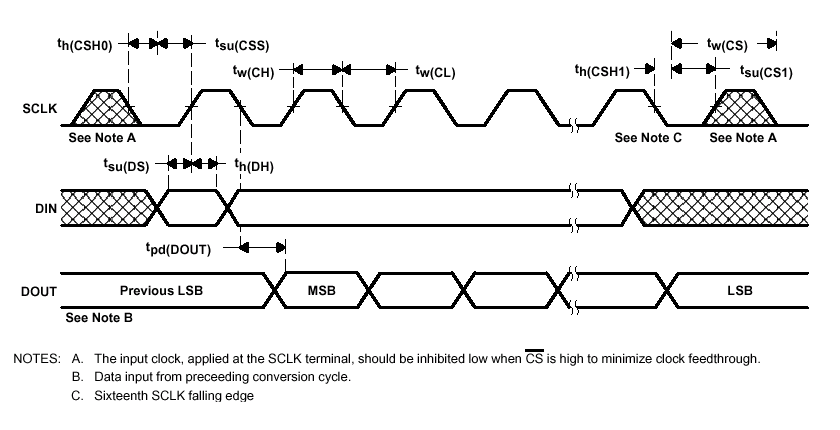 th(CSH0) tsu(CSS) tw(CS)
tw(CH) tw(CL) th(CSH1) tsu(CS1)
SCLK
See Note A See Note C See Note A
tsu(DS) th(DH)
DIN
tpd(DOUT)
DOUT Previous LSB MSB LSB
See Note B
NOTES: A. The input clock, applied at the SCLK terminal, should be inhibited low when CS is high to minimize clock feedthrough.
B. Data input from preceeding conversion cycle.
C. Sixteenth SCLK falling edge